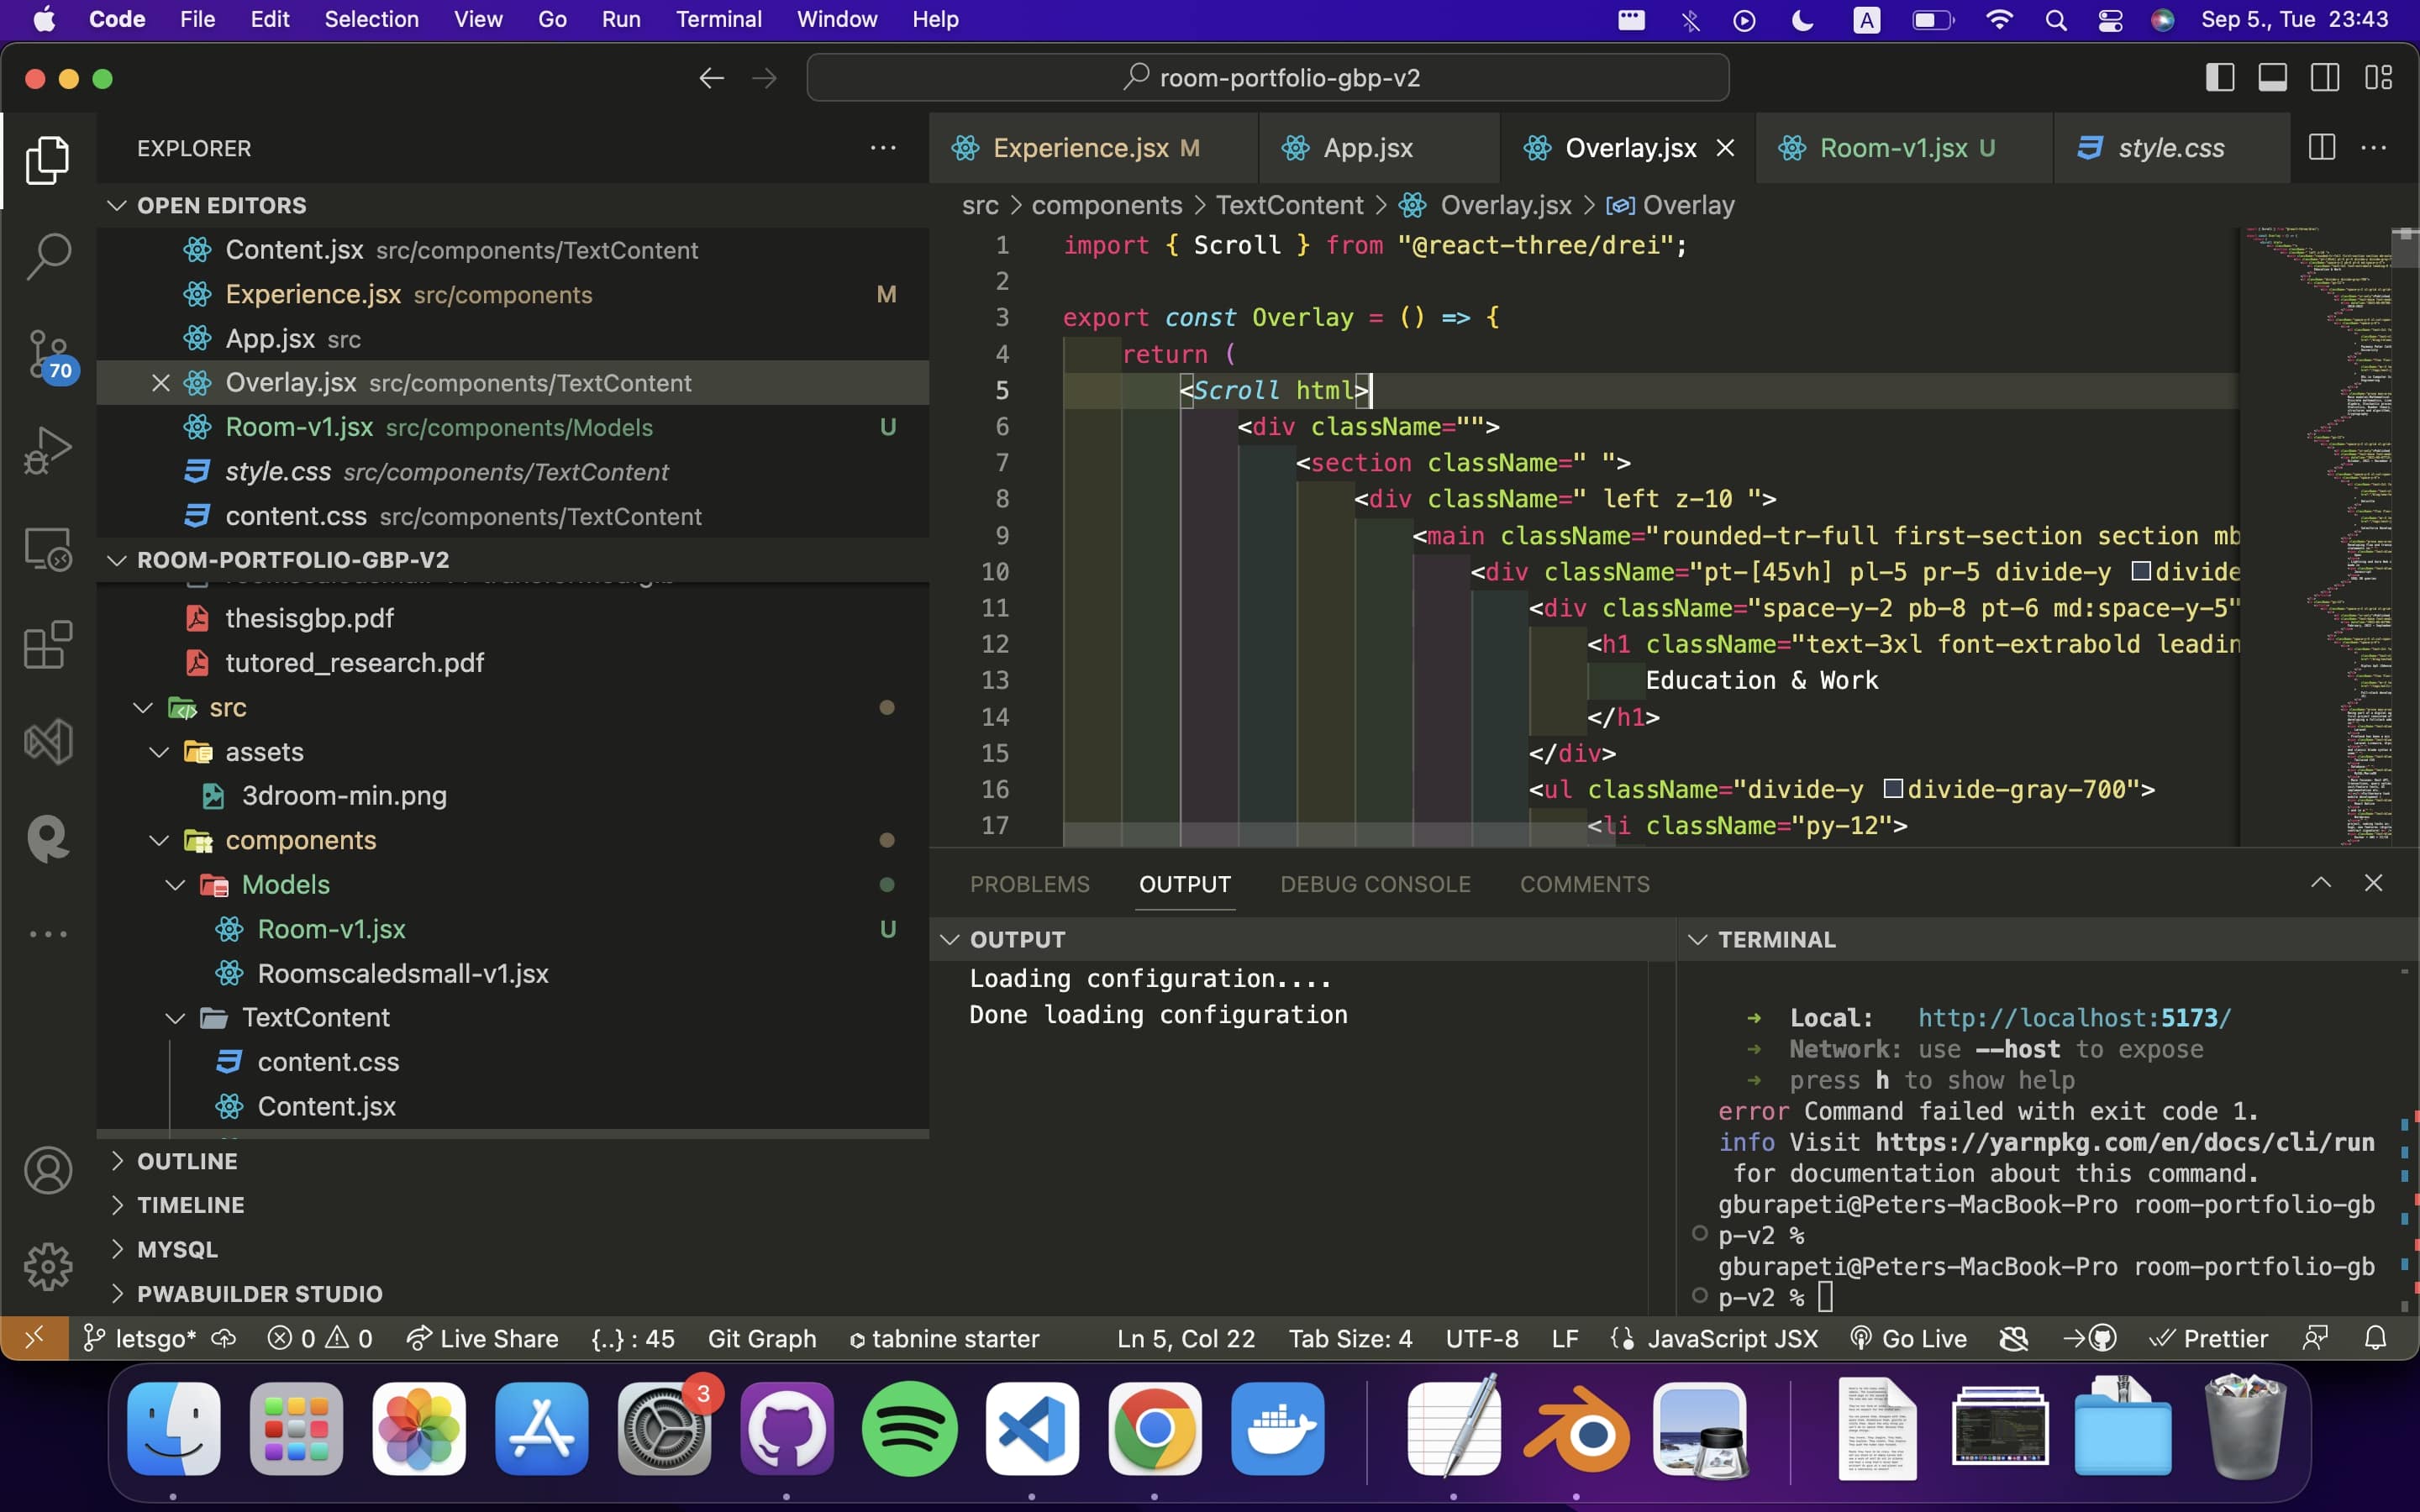 Code File Edit Selection View Go Run Terminal Window Help A Sep 5., Tue 23:43
room-portfolio-gbp-v2
EXPLORER
OPEN EDITORS
Content.jsx src/components/TextContent
Experience.jsx src/components M
App.jsx src
Overlay.jsx src/components/TextContent
Room-v1.jsx src/components/Models U
style.css src/components/TextContent
content.css src/components/TextContent
70
ROOM-PORTFOLIO-GBP-V2
thesisgbp.pdf
tutored_research.pdf
src
assets
3droom-min.png
components
Models
Room-v1.jsx U
Roomscaledsmall-v1.jsx
TextContent
content.css
Content.jsx
OUTLINE
TIMELINE
MYSQL
PWABUILDER STUDIO
Experience.jsx M App.jsx Overlay.jsx Room-v1.jsx U style.css
src > components > TextContent > Overlay.jsx > Overlay
1 import { Scroll } from "@react-three/drei";
2
3 export const Overlay = () => {
4 return (
5 <Scroll html>
6 <div className="">
7 <section className=" ">
8 <div className=" left z-10 ">
9 <main className="rounded-tr-full first-section section mb
10 <div className="pt-[45vh] pl-5 pr-5 divide-y divide
11 <div className="space-y-2 pb-8 pt-6 md:space-y-5"
12 <h1 className="text-3xl font-extrabold leadin
13 Education & Work
14 </h1>
15 </div>
16 <ul className="divide-y divide-gray-700">
17 <li className="py-12">
PROBLEMS OUTPUT DEBUG CONSOLE COMMENTS
OUTPUT
Loading configuration....
Done loading configuration
TERMINAL
➜ Local: http://localhost:5173/
➜ Network: use --host to expose
➜ press h to show help
error Command failed with exit code 1.
info Visit https://yarnpkg.com/en/docs/cli/run
for documentation about this command.
gburapeti@Peters-MacBook-Pro room-portfolio-gb
p-v2 %
gburapeti@Peters-MacBook-Pro room-portfolio-gb
p-v2 %
letsgo* 0 0 Live Share {..} : 45 Git Graph tabnine starter Ln 5, Col 22 Tab Size: 4 UTF-8 LF JavaScript JSX Go Live Prettier
3